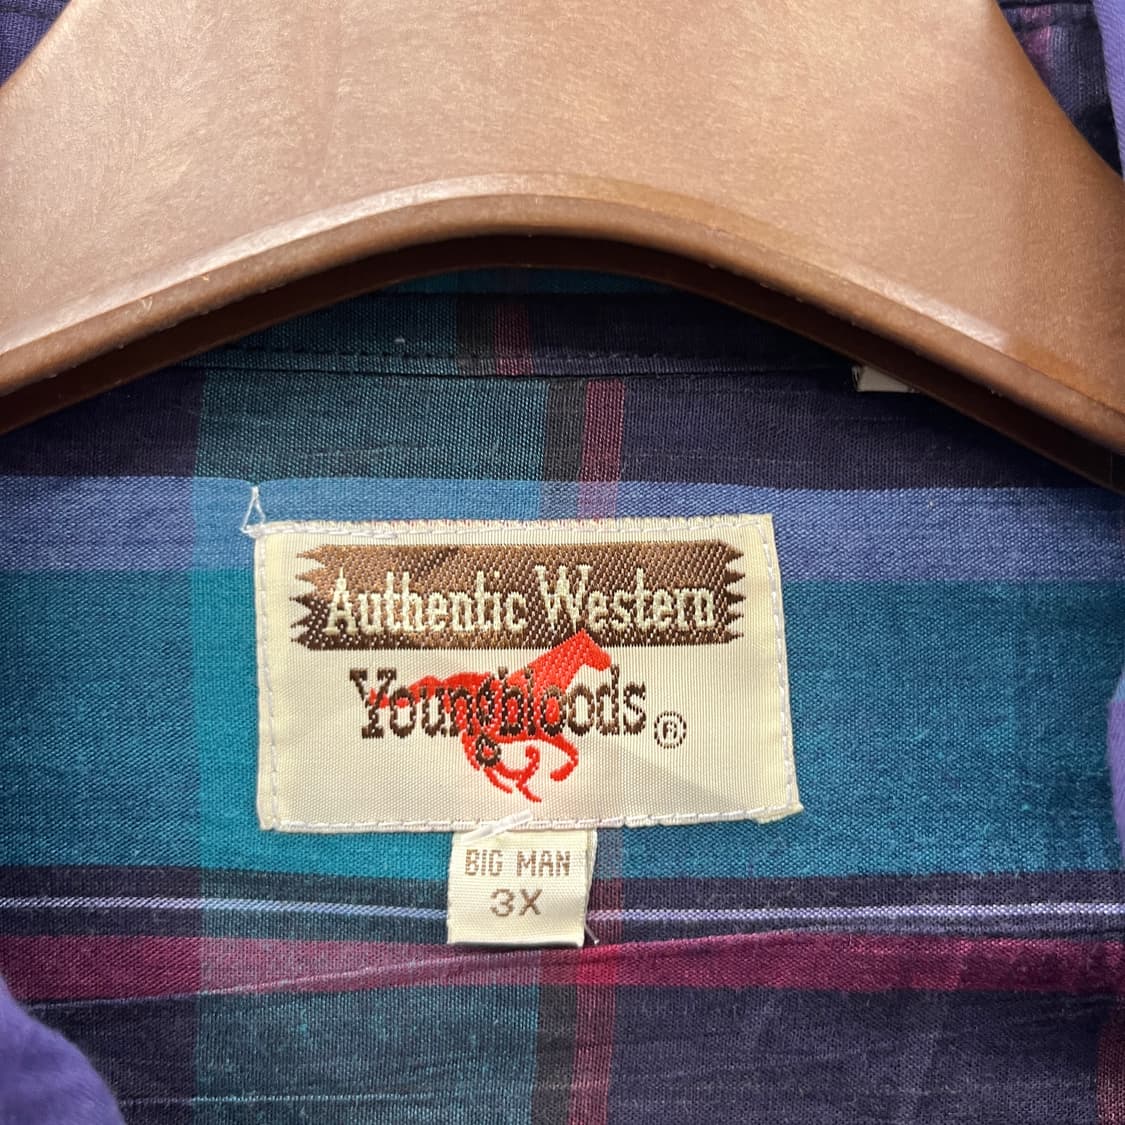 Authentic Western
Youngbloods ®
BIG MAN
3X